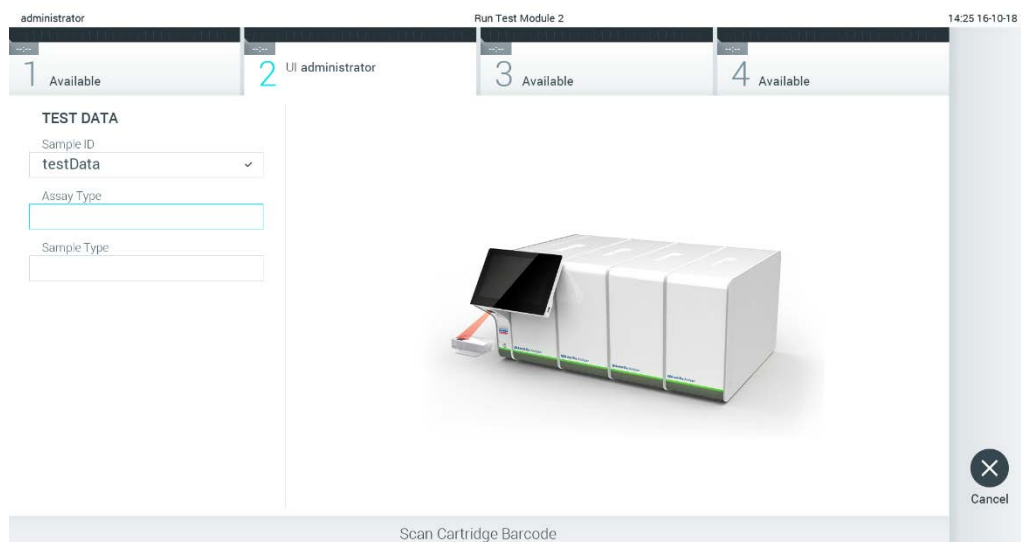 administrator
Run Test Module 2
14:25 16-10-18
--:--
1 Available
--:--
2 UI administrator
--:--
3 Available
--:--
4 Available
TEST DATA
Sample ID
testData
Assay Type
Sample Type
Cancel
Scan Cartridge Barcode